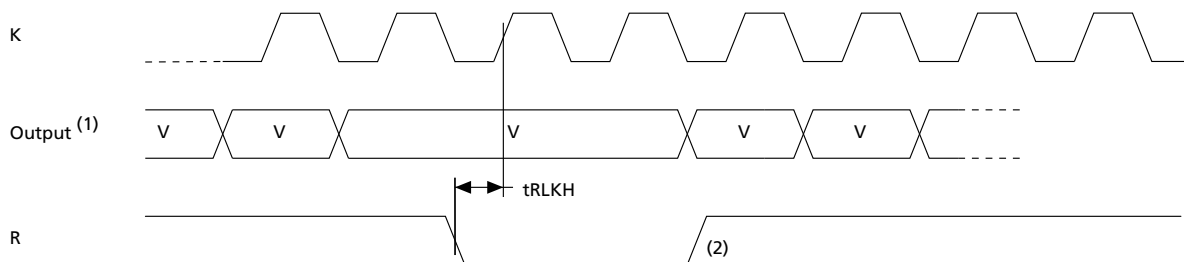 K
Output (1) V V V V V
tRLKH
R (2)